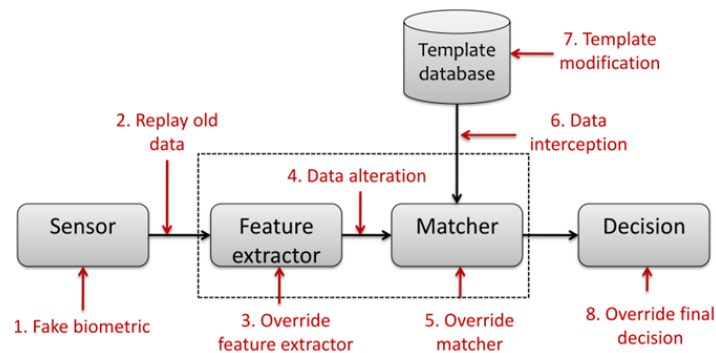 Template
database
7. Template
modification
2. Replay old
data
6. Data
interception
4. Data alteration
Sensor
Feature
extractor
Matcher
Decision
1. Fake biometric
3. Override
feature extractor
5. Override
matcher
8. Override final
decision